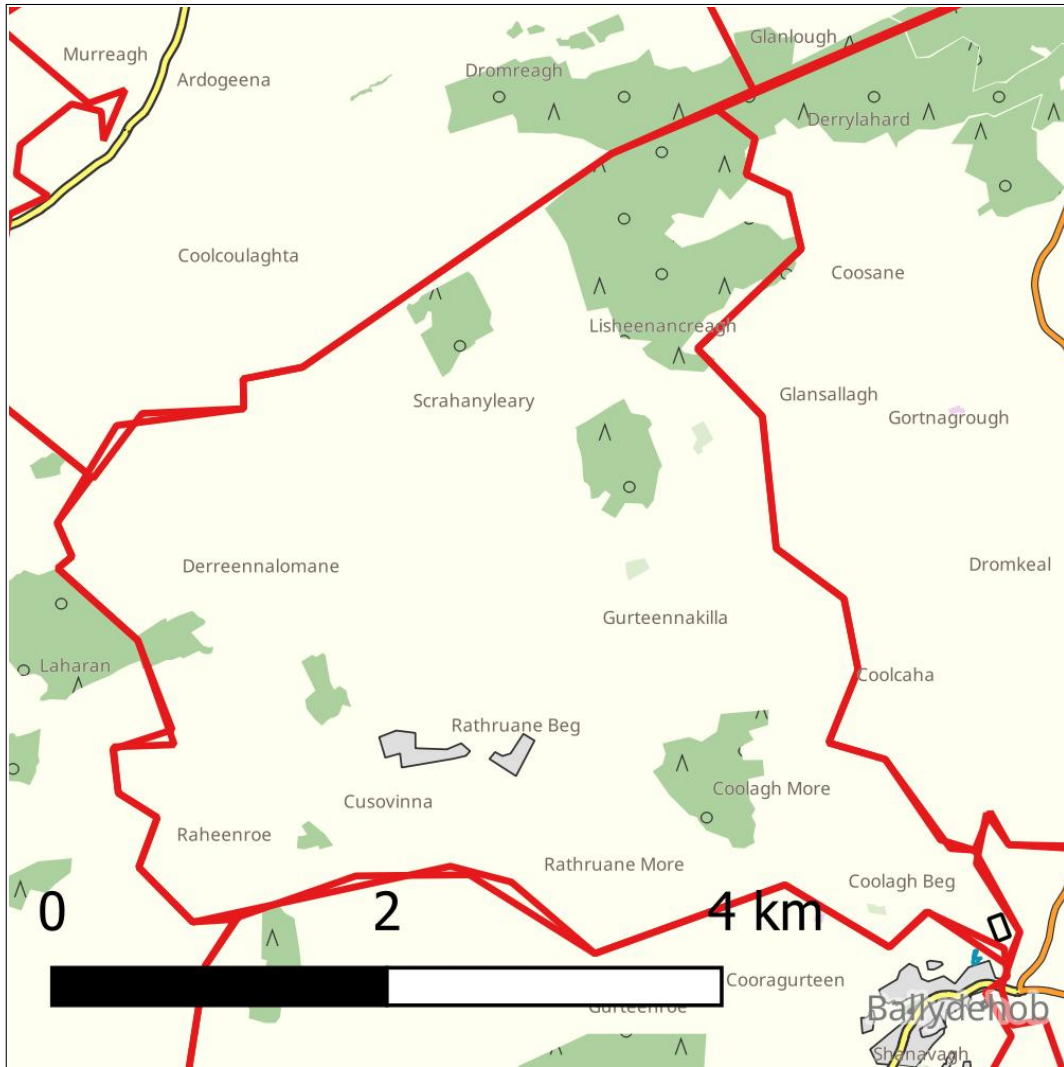 Glanlough
Murreagh
Dromreagh
Ardogeena
Derrylahard
Coolcoulaghta
Coosane
Lisheenancreagh
Glansallagh
Scrahanyleary
Gortnagrough
Dromkeal
Derreennalomane
Gurteennakilla
Laharan
Coolcaha
Rathruane Beg
Coolagh More
Cusovinna
Raheenroe
Rathruane More
Coolagh Beg
0 2 4 km
Cooragurteen
Gurteenroe
Ballydehob
Shanavagh